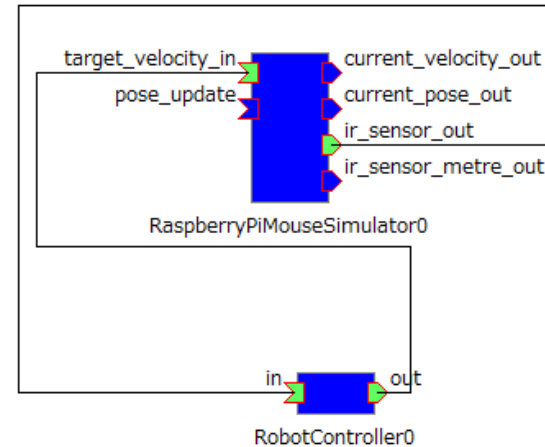 target_velocity_in
current_velocity_out
pose_update
current_pose_out
ir_sensor_out
ir_sensor_metre_out
RaspberryPiMouseSimulator0
in
out
RobotController0